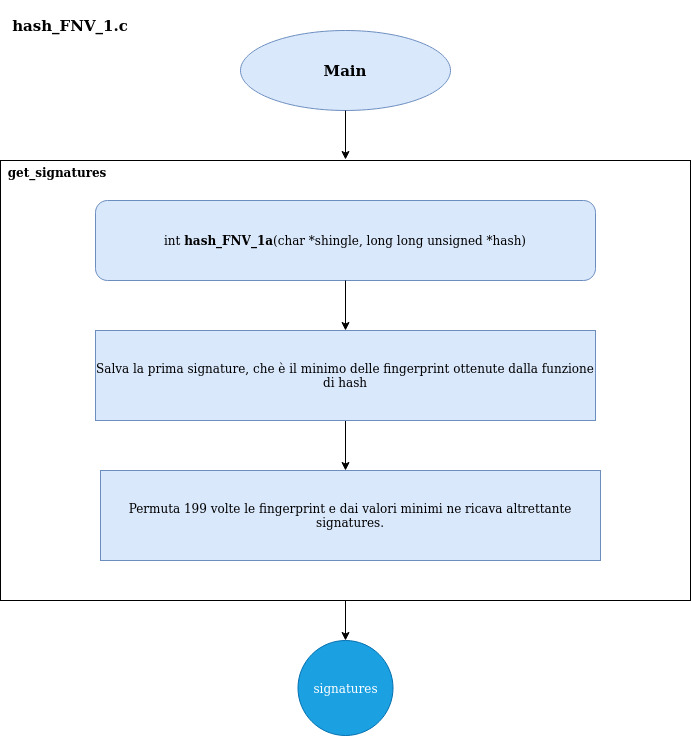 hash_FNV_1.c
Main
get_signatures
int hash_FNV_1a(char *shingle, long long unsigned *hash)
Salva la prima signature, che è il minimo delle fingerprint ottenute dalla funzione
di hash
Permuta 199 volte le fingerprint e dai valori minimi ne ricava altrettante
signatures.
signatures